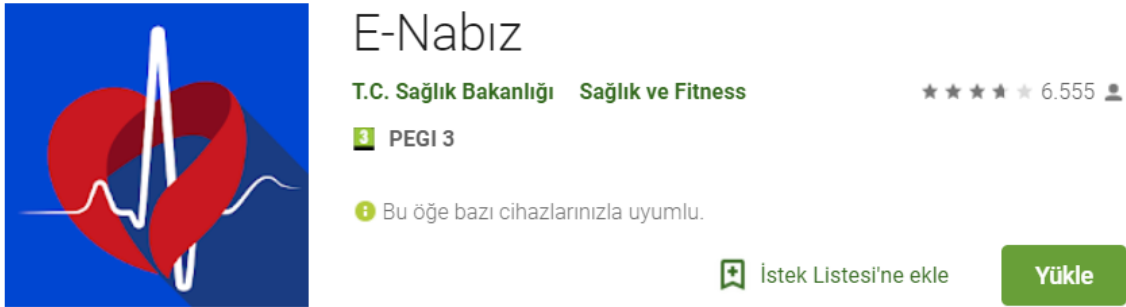 E-Nabız
T.C. Sağlık Bakanlığı Sağlık ve Fitness 6.555
3 PEGI 3
Bu öğe bazı cihazlarınızla uyumlu.
İstek Listesi'ne ekle Yükle